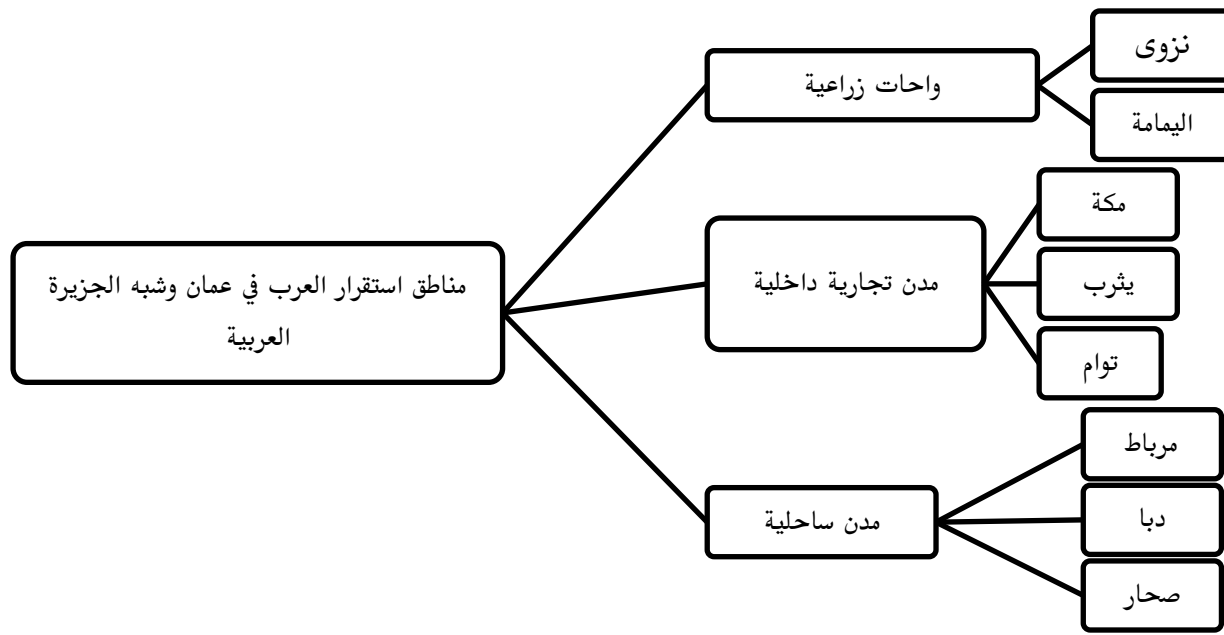 مناطق استقرار العرب في عمان وشبه الجزيرة
العربية
واحات زراعية
نزوى
اليمامة
مدن تجارية داخلية
مكة
يثرب
توام
مدن ساحلية
مرباط
دبا
صحار